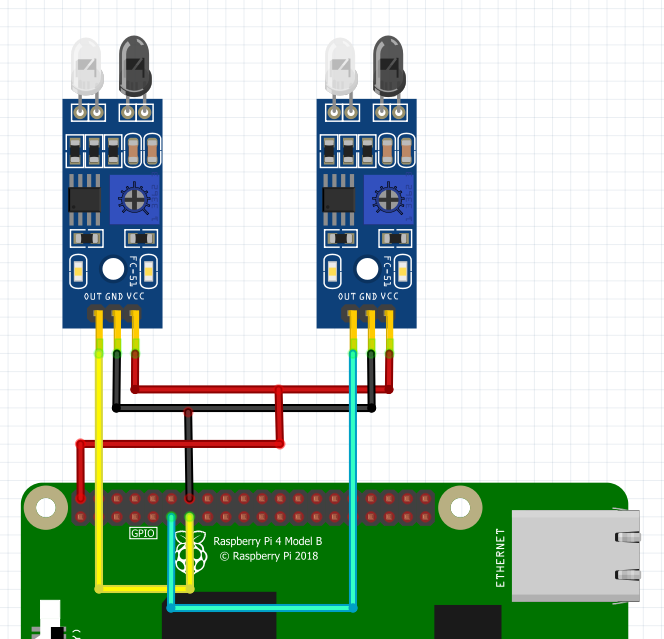 FC-51
FC-51
OUT GND VCC
OUT GND VCC
GPIO
Raspberry Pi 4 Model B
© Raspberry Pi 2018
ETHERNET